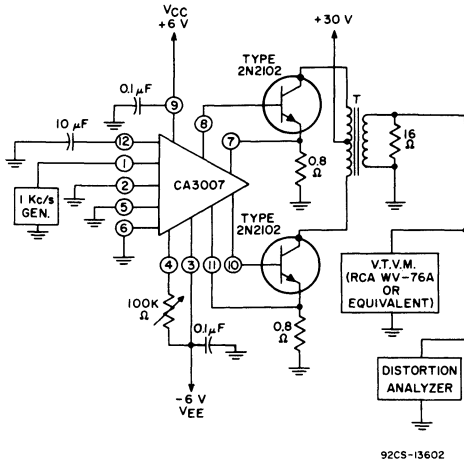 VCC
+6 V
+30 V
TYPE
2N2102
0.1 µF
9
8
T
10 µF
12
7
1
16
Ω
0.8
Ω
CA3007
2
1 Kc/s
GEN.
5
TYPE
2N2102
6
4
3
11
10
V.T.V.M.
(RCA WV-76A
OR
EQUIVALENT)
100K
Ω
0.1µF
0.8
Ω
DISTORTION
ANALYZER
-6 V
VEE
92CS-13602